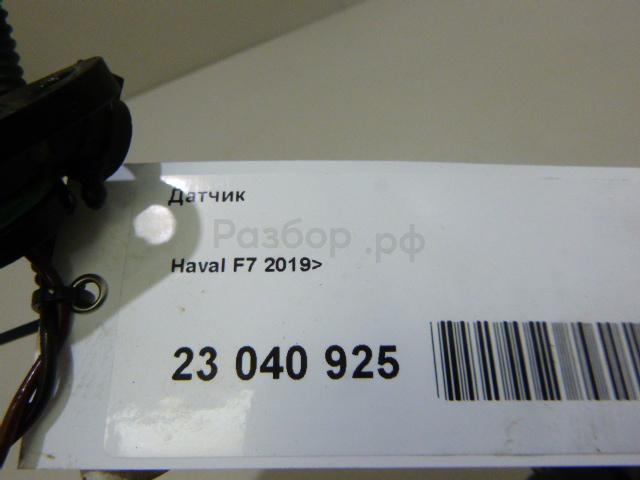 Датчик
Разбор.рф
Haval F7 2019>
23 040 925